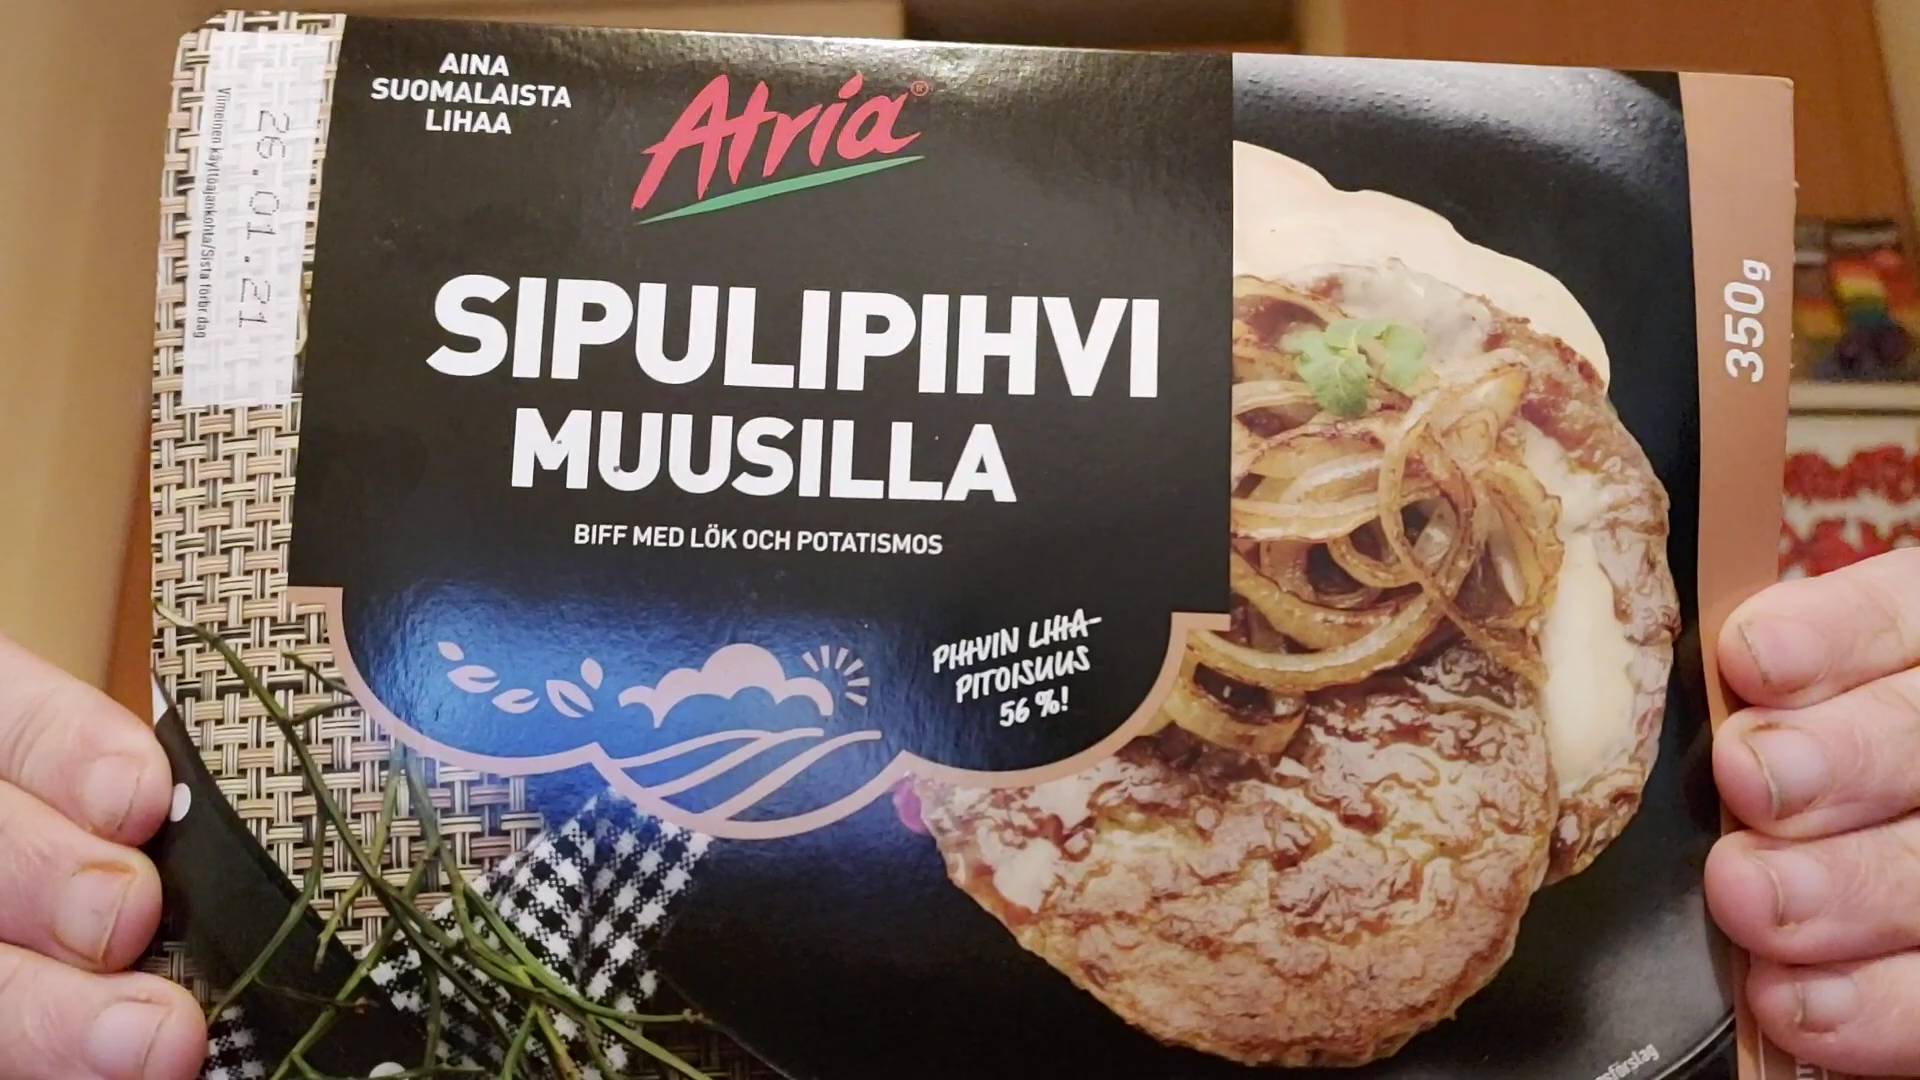 AINA
SUOMALAISTA
LIHAA
Atria®
SIPULIPIHVI
MUUSILLA
BIFF MED LÖK OCH POTATISMOS
PIHVIN LIHA-
PITOISUUS
56 %!
350g
26.01.21
Viimeinen käyttöajankohta/Sista förbr.dag